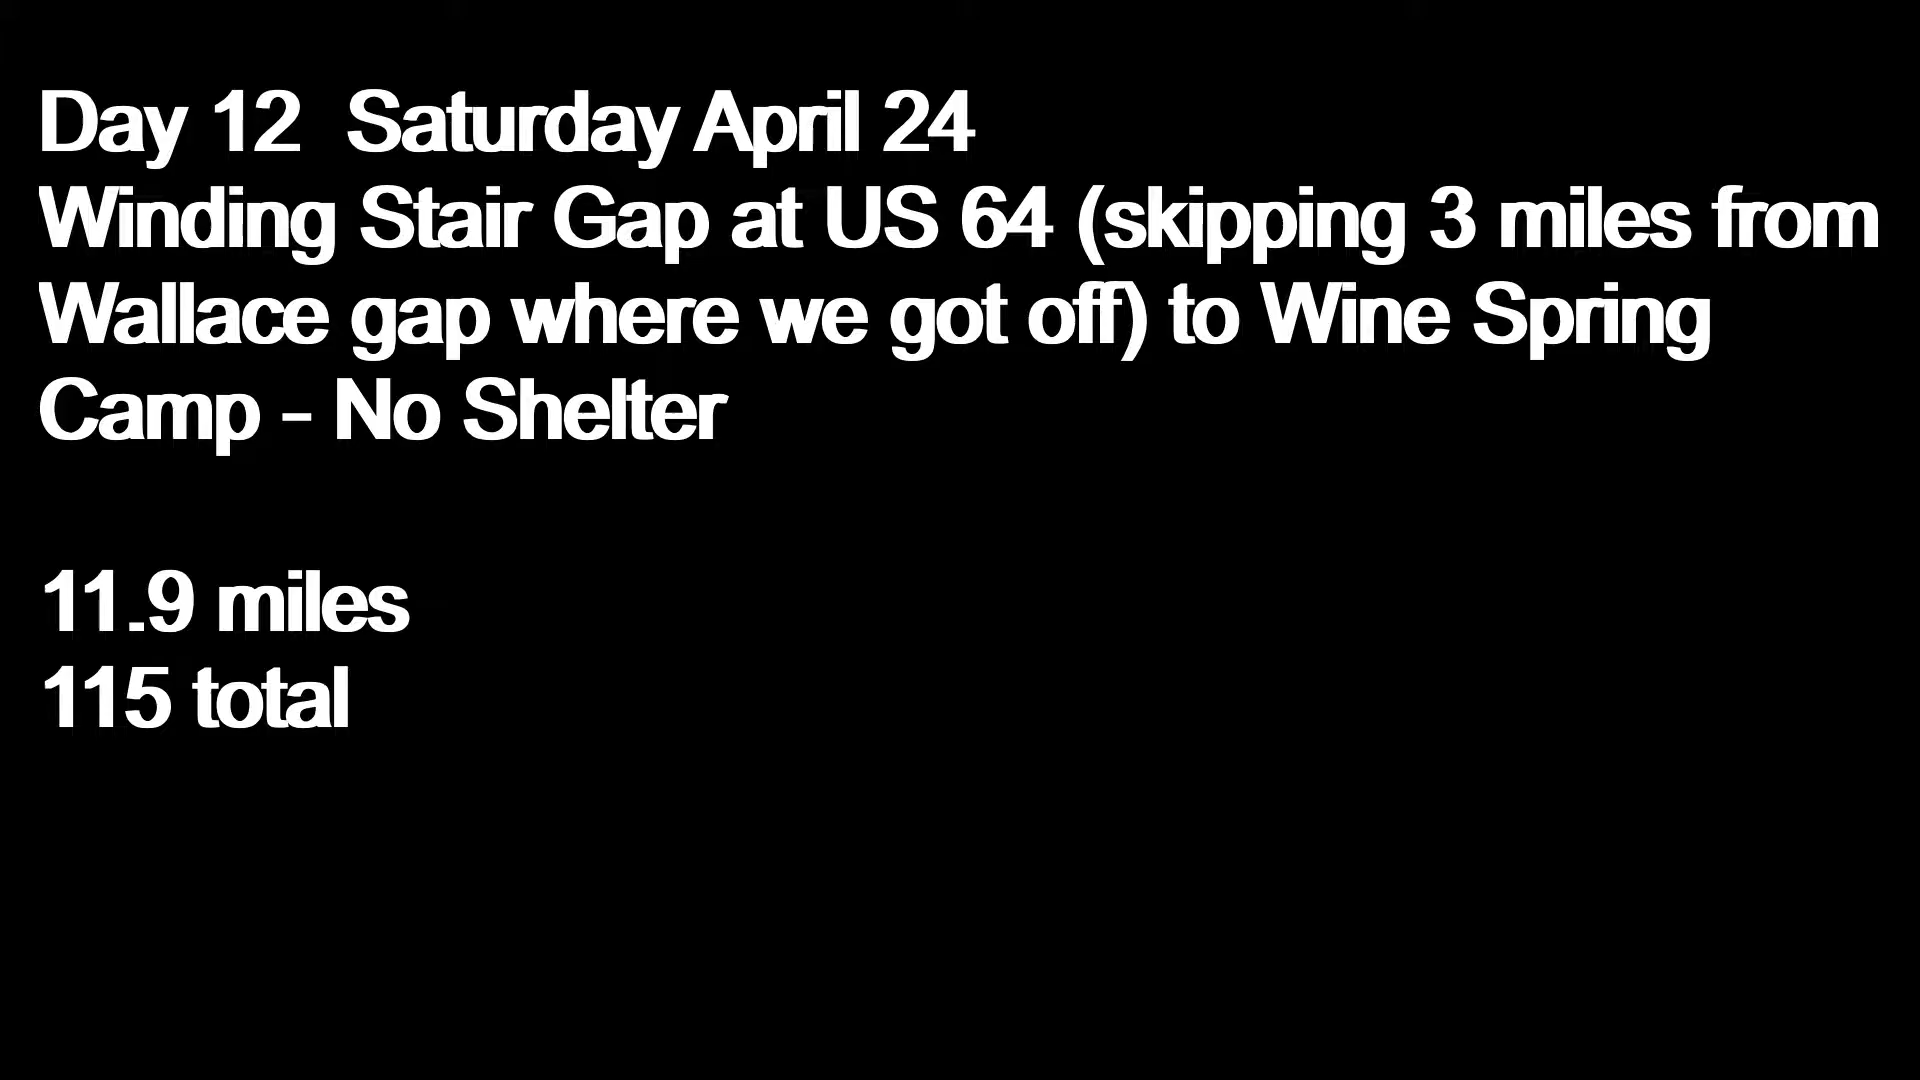 Day 12  Saturday April 24
Winding Stair Gap at US 64 (skipping 3 miles from
Wallace gap where we got off) to Wine Spring
Camp - No Shelter
11.9 miles
115 total